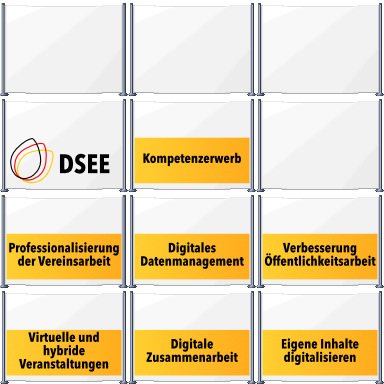 DSEE
Kompetenzerwerb
Professionalisierung
der Vereinsarbeit
Digitales
Datenmanagement
Verbesserung
Öffentlichkeitsarbeit
Virtuelle und
hybride
Veranstaltungen
Digitale
Zusammenarbeit
Eigene Inhalte
digitalisieren